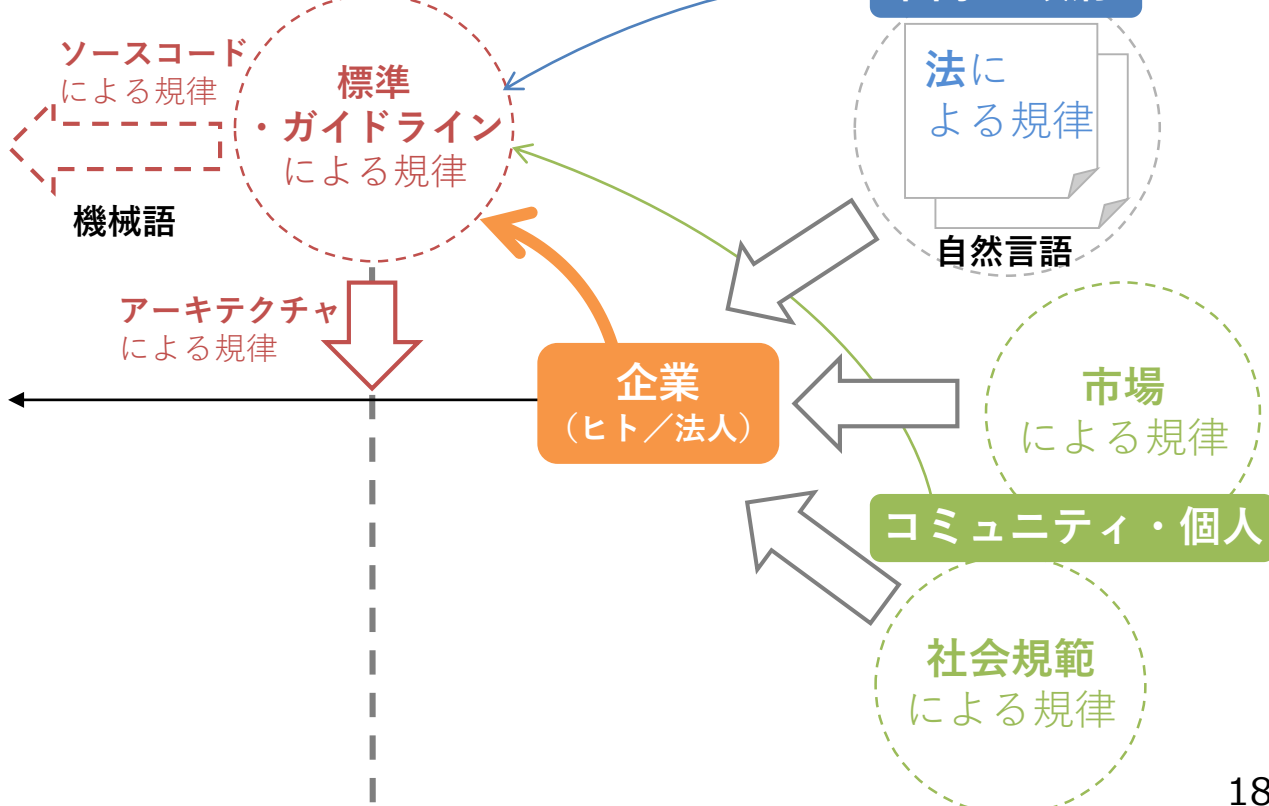 ソースコード
による規律
標準
・ガイドライン
による規律
機械語
アーキテクチャ
による規律
法に
よる規律
自然言語
企業
（ヒト／法人）
市場
による規律
コミュニティ・個人
社会規範
による規律
18